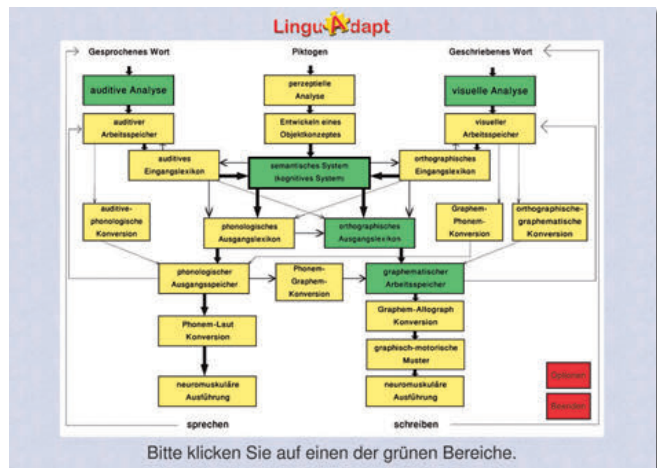 LinguAdapt
Gesprochenes Wort
Piktogen
Geschriebenes Wort
auditive Analyse
perzeptielle
Analyse
visuelle Analyse
auditiver
Arbeitsspeicher
Entwickeln eines
Objektkonzeptes
visueller
Arbeitsspeicher
auditives
Eingangslexikon
semantisches System
(kognitives System)
orthographisches
Eingangslexikon
auditive-
phonologische
Konversion
phonologisches
Ausgangslexikon
orthographisches
Ausgangslexikon
Graphem-
Phonem-
Konversion
orthographische-
graphematische
Konversion
phonologischer
Ausgangsspeicher
Phonem-
Graphem-
Konversion
graphematischer
Arbeitsspeicher
Phonem-Laut
Konversion
Graphem-Allograph
Konversion
graphisch-motorische
Muster
neuromuskuläre
Ausführung
neuromuskuläre
Ausführung
Optionen
Beenden
sprechen
schreiben
Bitte klicken Sie auf einen der grünen Bereiche.